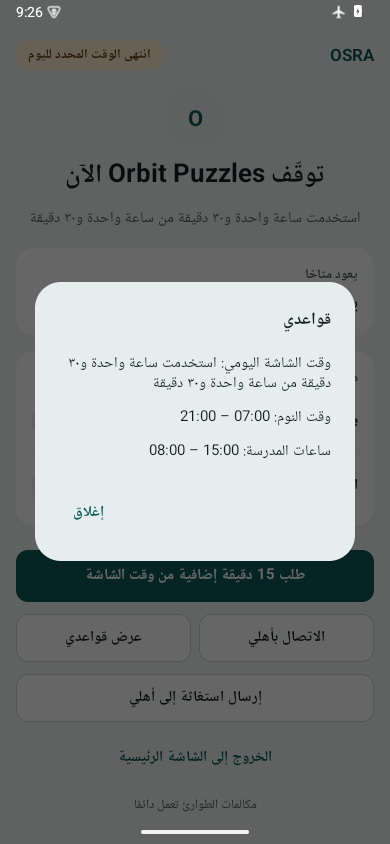 9:26
OSRA
انتهى الوقت المحدد لليوم
O
توقّف Orbit Puzzles الآن
استخدمت ساعة واحدة و٣٠ دقيقة من ساعة واحدة و٣٠ دقيقة
يعود متاحًا
قواعدي
وقت الشاشة اليومي: استخدمت ساعة واحدة و٣٠
دقيقة من ساعة واحدة و٣٠ دقيقة
وقت النوم: 07:00 – 21:00
ساعات المدرسة: 15:00 – 08:00
إغلاق
طلب 15 دقيقة إضافية من وقت الشاشة
الاتصال بأهلي
عرض قواعدي
إرسال استغاثة إلى أهلي
الخروج إلى الشاشة الرئيسية
مكالمات الطوارئ تعمل دائمًا